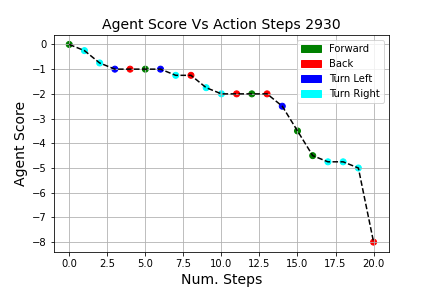 Agent Score Vs Action Steps 2930
Forward
Back
Turn Left
Turn Right
Agent Score
0
−1
−2
−3
−4
−5
−6
−7
−8
0.0 2.5 5.0 7.5 10.0 12.5 15.0 17.5 20.0
Num. Steps